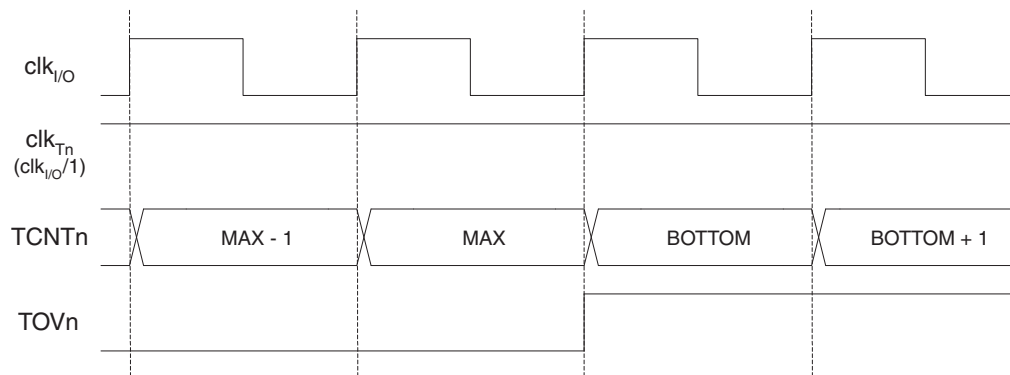 clkI/O
clkTn
(clkI/O/1)
TCNTn
MAX - 1
MAX
BOTTOM
BOTTOM + 1
TOVn